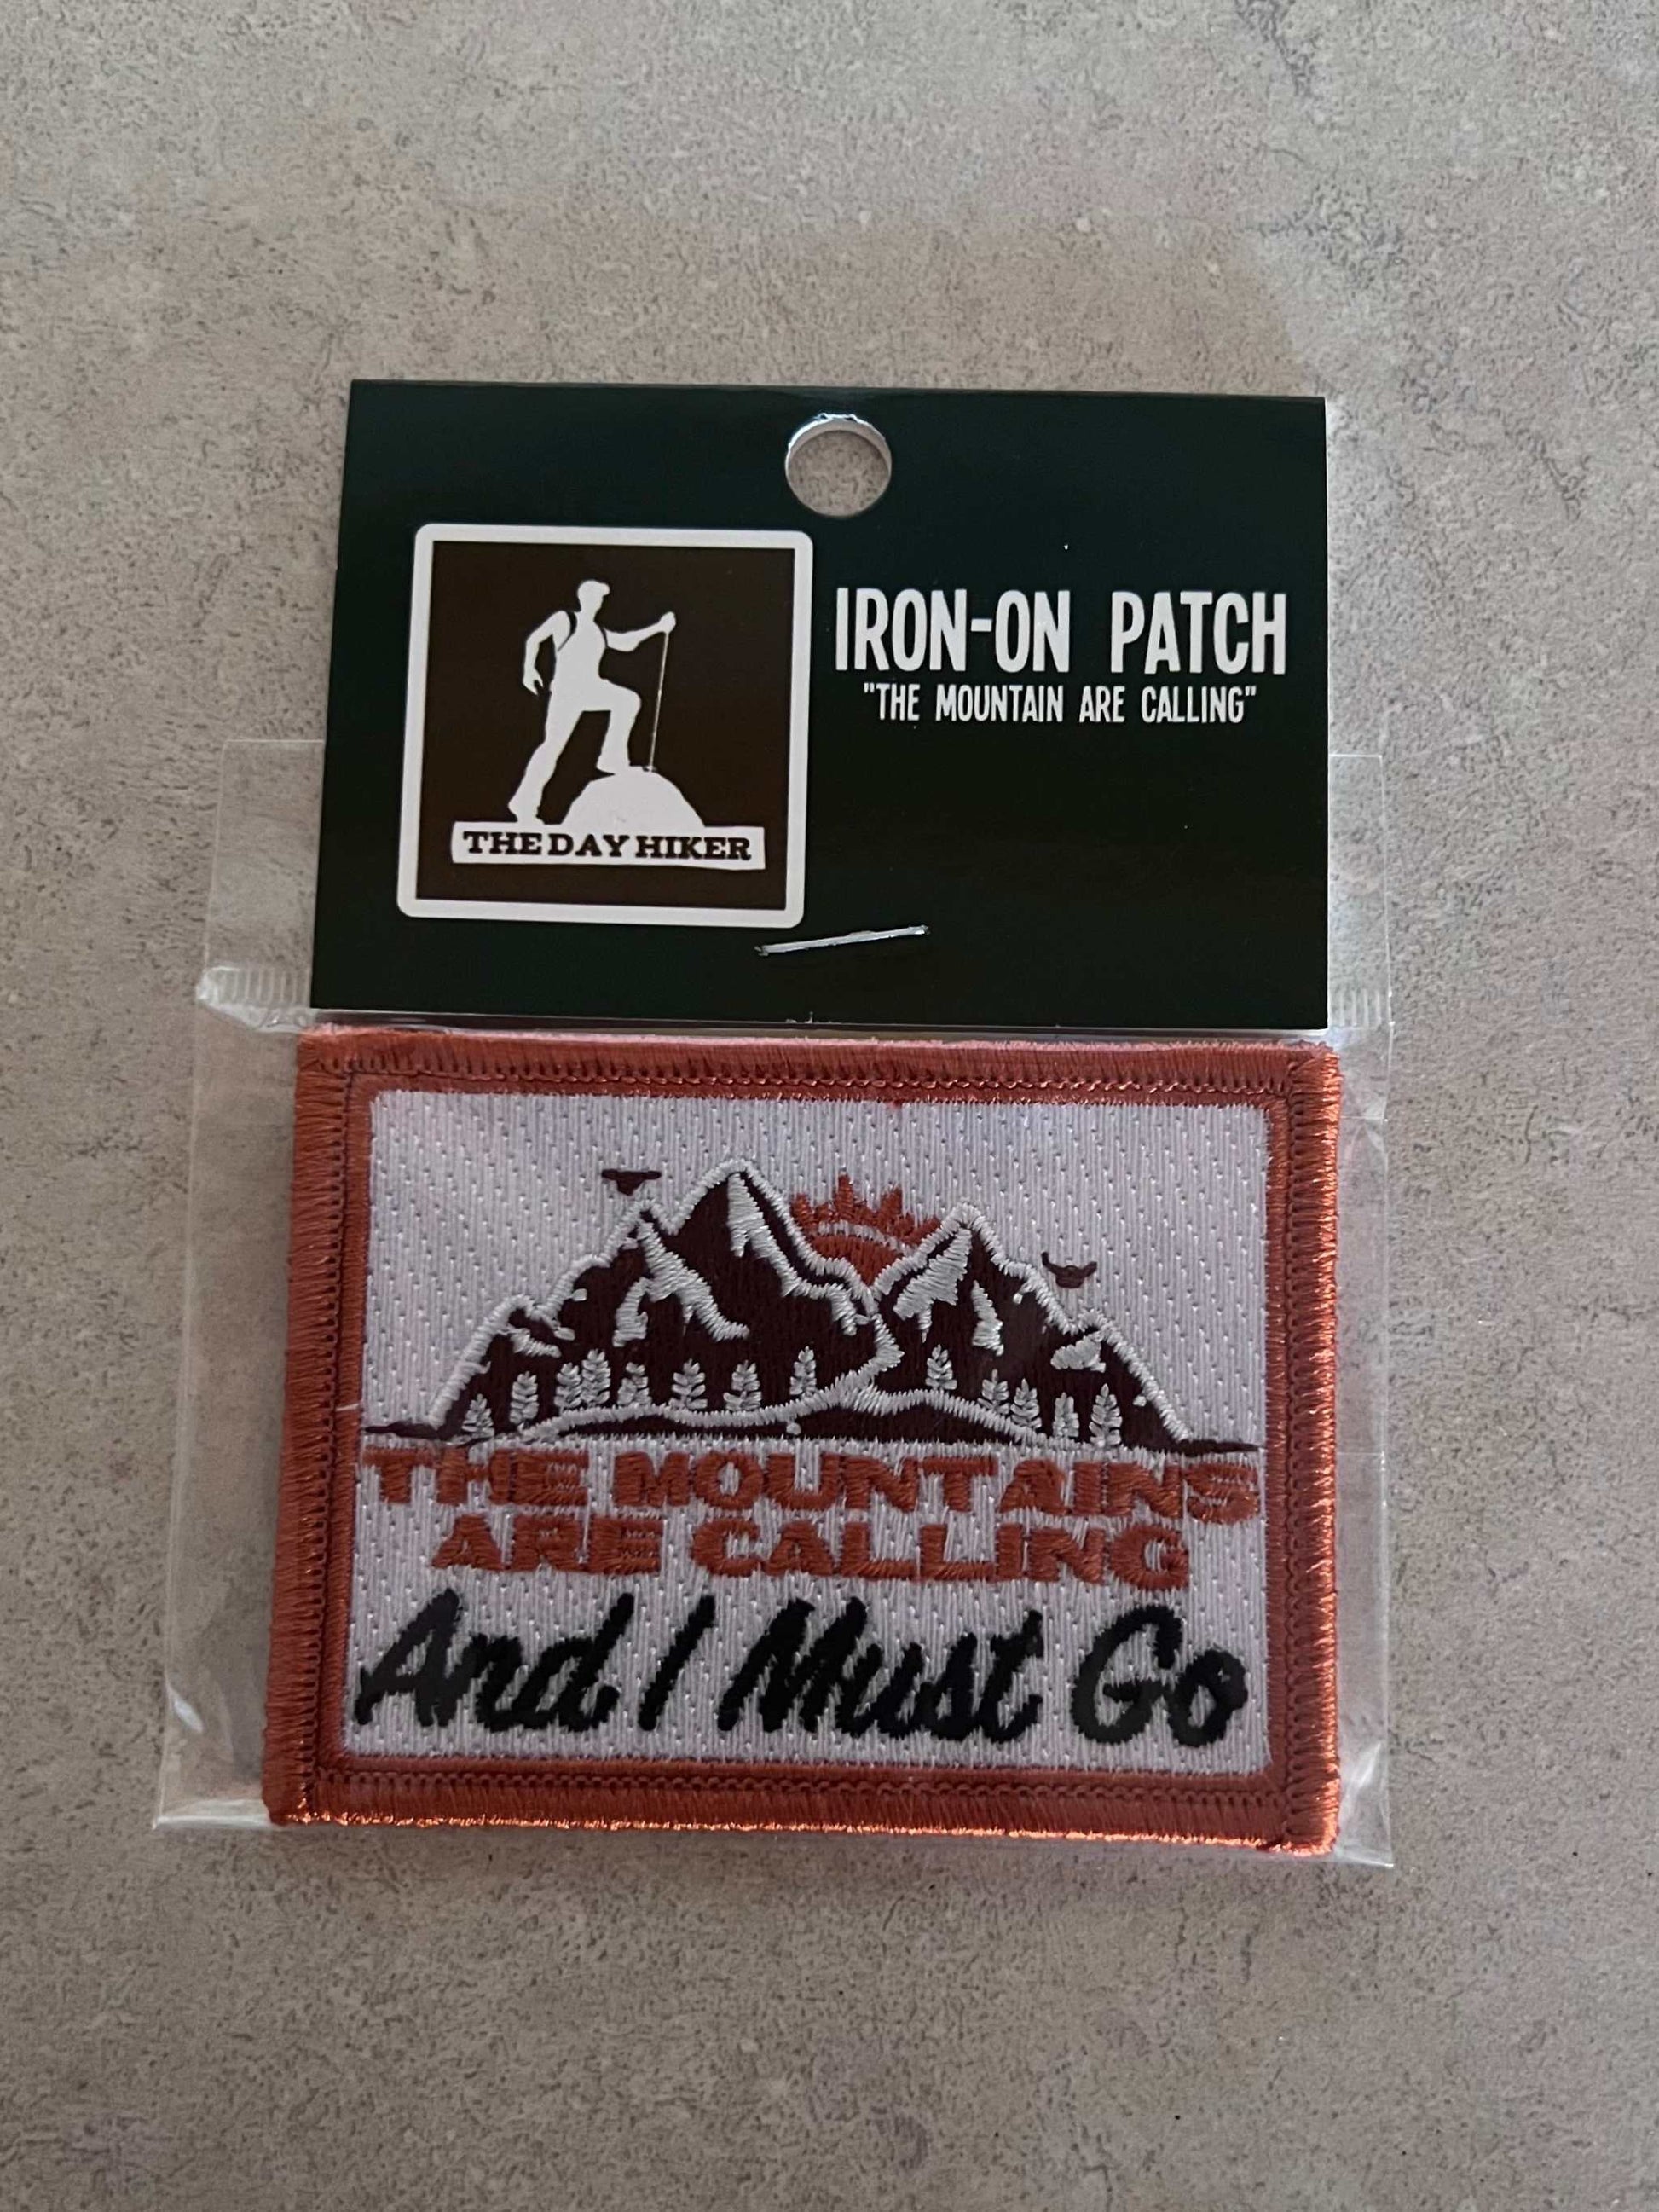 IRON-ON PATCH
"THE MOUNTAIN ARE CALLING"
THE DAY HIKER
THE MOUNTAINS
ARE CALLING
And I Must Go